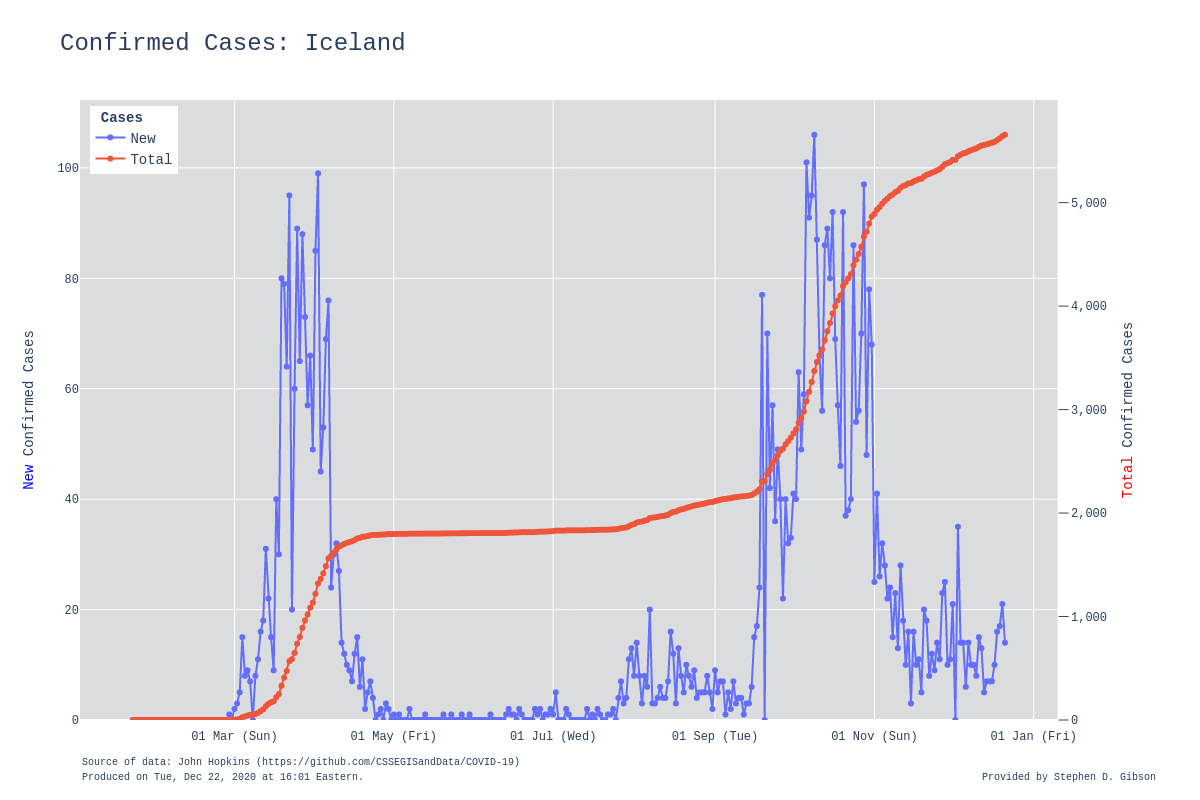 Confirmed Cases: Iceland
Cases
New
Total
100
80
60
40
20
0
5,000
4,000
3,000
2,000
1,000
0
New Confirmed Cases
Total Confirmed Cases
01 Mar (Sun) 01 May (Fri) 01 Jul (Wed) 01 Sep (Tue) 01 Nov (Sun) 01 Jan (Fri)
Source of data: John Hopkins (https://github.com/CSSEGISandData/COVID-19)
Produced on Tue, Dec 22, 2020 at 16:01 Eastern.
Provided by Stephen D. Gibson